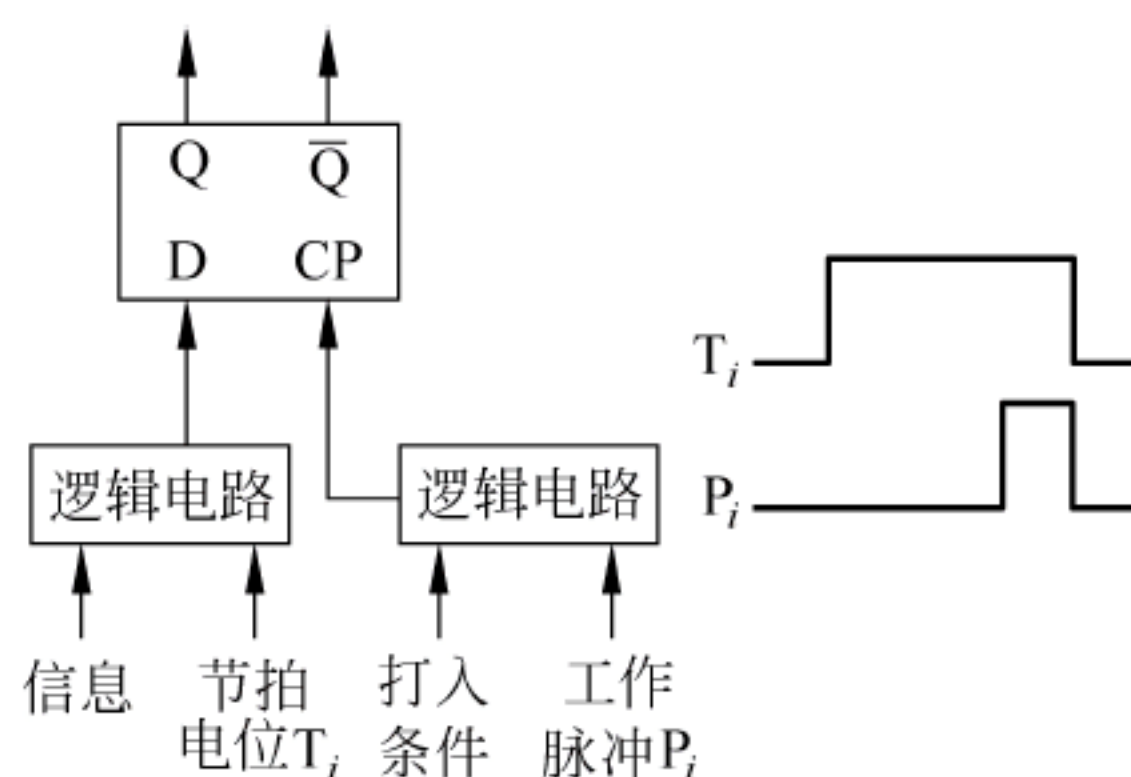 Q Q̅
D CP
T_i
P_i
逻辑电路 逻辑电路
信息 节拍 打入 工作
电位T_i 条件 脉冲P_i